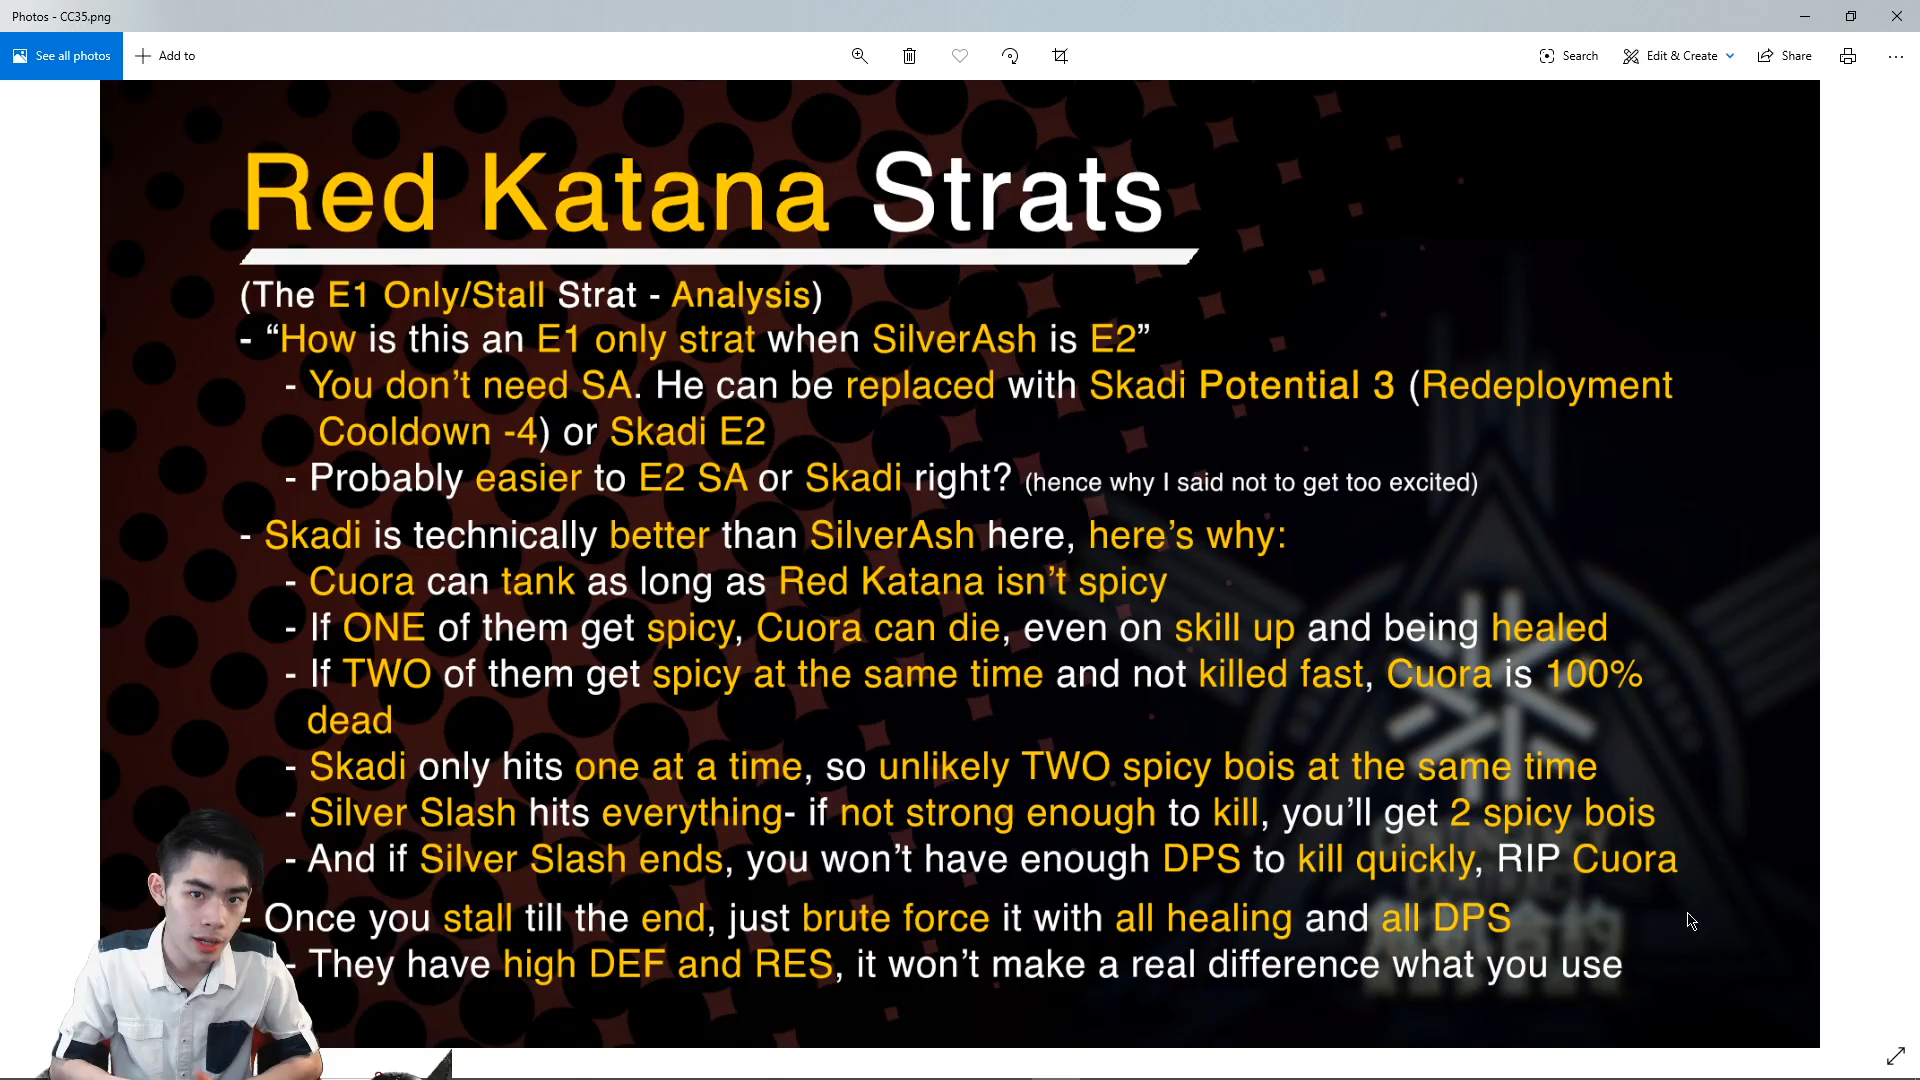 Photos - CC35.png
See all photos
Add to
Search
Edit & Create
Share
Red Katana Strats
(The E1 Only/Stall Strat - Analysis)
- “How is this an E1 only strat when SilverAsh is E2”
- You don’t need SA. He can be replaced with Skadi Potential 3 (Redeployment
Cooldown -4) or Skadi E2
- Probably easier to E2 SA or Skadi right? (hence why I said not to get too excited)
- Skadi is technically better than SilverAsh here, here’s why:
- Cuora can tank as long as Red Katana isn’t spicy
- If ONE of them get spicy, Cuora can die, even on skill up and being healed
- If TWO of them get spicy at the same time and not killed fast, Cuora is 100%
dead
- Skadi only hits one at a time, so unlikely TWO spicy bois at the same time
- Silver Slash hits everything- if not strong enough to kill, you’ll get 2 spicy bois
- And if Silver Slash ends, you won’t have enough DPS to kill quickly, RIP Cuora
- Once you stall till the end, just brute force it with all healing and all DPS
- They have high DEF and RES, it won’t make a real difference what you use